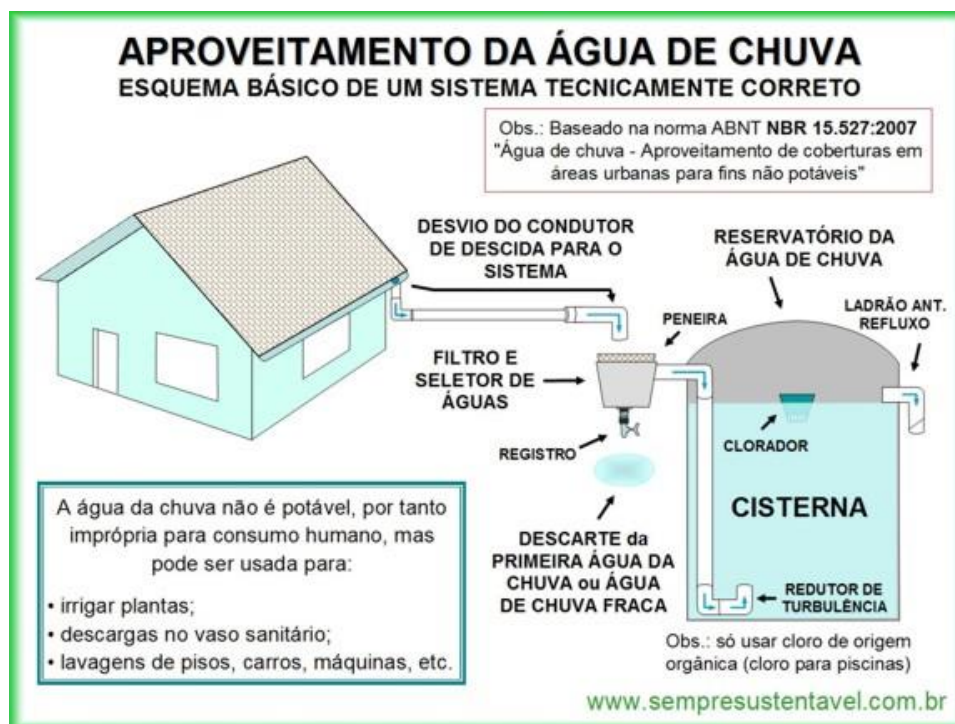 APROVEITAMENTO DA ÁGUA DE CHUVA
ESQUEMA BÁSICO DE UM SISTEMA TECNICAMENTE CORRETO
Obs.: Baseado na norma ABNT NBR 15.527:2007
"Água de chuva - Aproveitamento de coberturas em
áreas urbanas para fins não potáveis"
DESVIO DO CONDUTOR
DE DESCIDA PARA O
SISTEMA
RESERVATÓRIO DA
ÁGUA DE CHUVA
LADRÃO ANT.
REFLUXO
PENEIRA
FILTRO E
SELETOR DE
ÁGUAS
REGISTRO
CLORADOR
CISTERNA
DESCARTE da
PRIMEIRA ÁGUA DA
CHUVA ou ÁGUA
DE CHUVA FRACA
REDUTOR DE
TURBULÊNCIA
Obs.: só usar cloro de origem
orgânica (cloro para piscinas)
A água da chuva não é potável, por tanto
imprópria para consumo humano, mas
pode ser usada para:
• irrigar plantas;
• descargas no vaso sanitário;
• lavagens de pisos, carros, máquinas, etc.
www.sempresustentavel.com.br